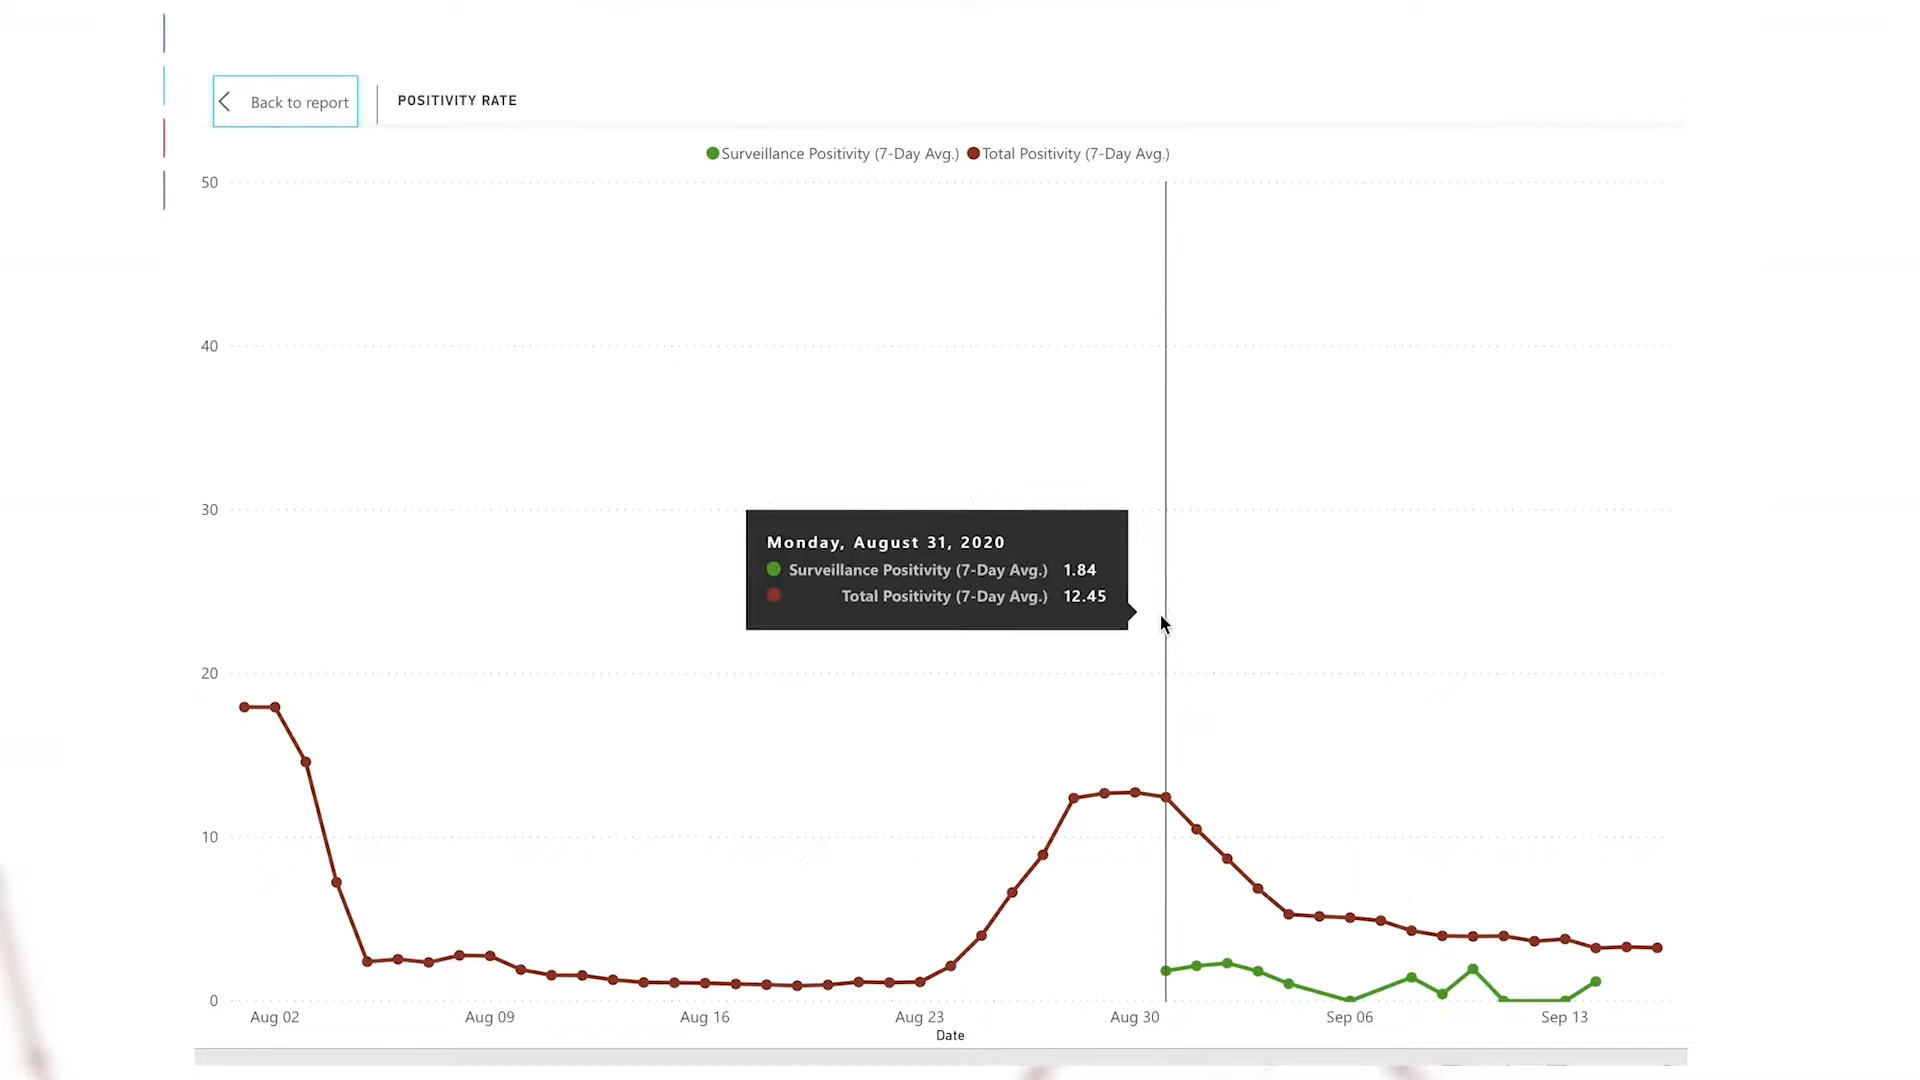 Back to report
POSITIVITY RATE
Surveillance Positivity (7-Day Avg.) Total Positivity (7-Day Avg.)
50
40
30
20
10
0
Monday, August 31, 2020
Surveillance Positivity (7-Day Avg.) 1.84
Total Positivity (7-Day Avg.) 12.45
Aug 02 Aug 09 Aug 16 Aug 23 Aug 30 Sep 06 Sep 13
Date